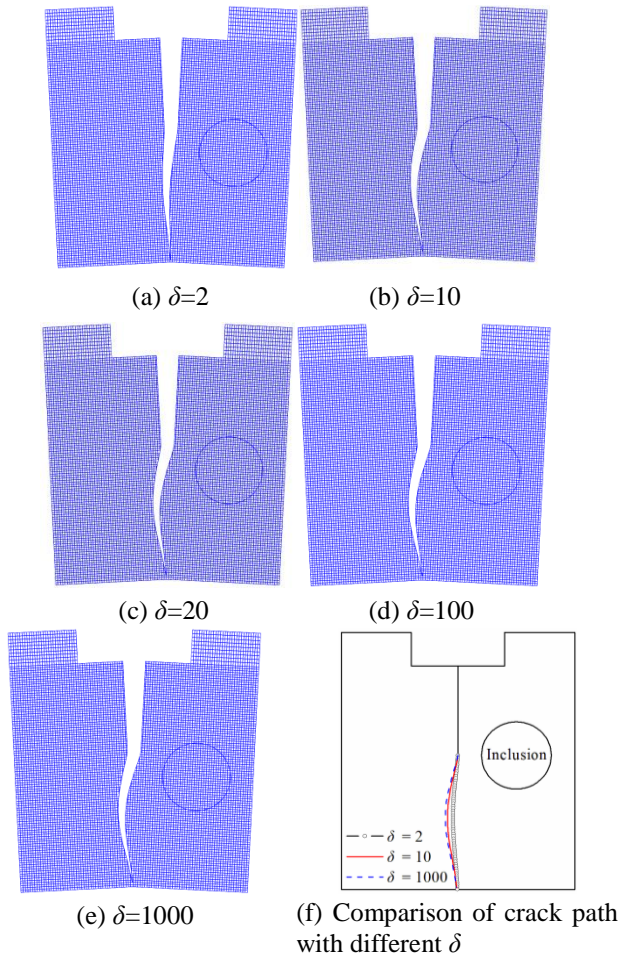 (a) δ=2
(b) δ=10
(c) δ=20
(d) δ=100
(e) δ=1000
Inclusion
δ = 2
δ = 10
δ = 1000
(f) Comparison of crack path
with different δ